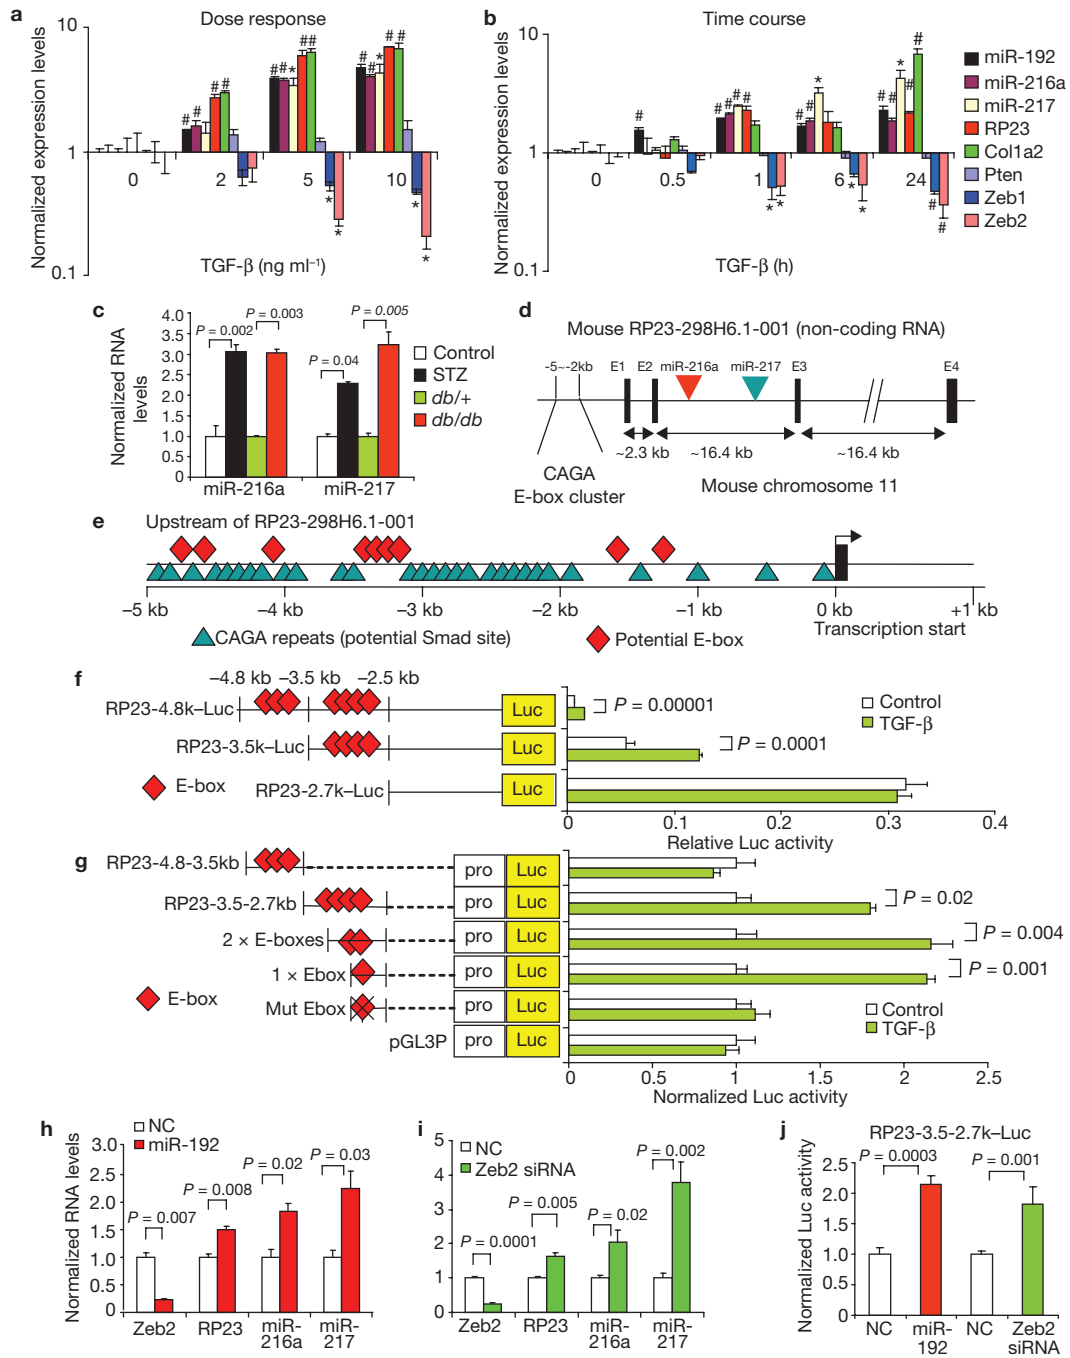 a
Dose response
Normalized expression levels
10
1
0.1
0
2
5
10
TGF-β (ng ml⁻¹)
# # # #
# # * # #
# # * # #
* *
* *
b
Time course
Normalized expression levels
10
1
0.1
0
0.5
1
6
24
TGF-β (h)
#
# # # #
# # *
# # * # #
* *
* *
# #
miR-192
miR-216a
miR-217
RP23
Col1a2
Pten
Zeb1
Zeb2
c
Normalized RNA levels
4.0
3.5
3.0
2.5
2.0
1.5
1.0
0.5
0
P = 0.002
P = 0.003
P = 0.04
P = 0.005
miR-216a
miR-217
Control
STZ
db/+
db/db
d
Mouse RP23-298H6.1-001 (non-coding RNA)
-5~-2kb
E1
E2
miR-216a
miR-217
E3
E4
~2.3 kb
~16.4 kb
~16.4 kb
CAGA
E-box cluster
Mouse chromosome 11
e
Upstream of RP23-298H6.1-001
–5 kb
–4 kb
–3 kb
–2 kb
–1 kb
0 kb
+1 kb
Transcription start
CAGA repeats (potential Smad site)
Potential E-box
f
–4.8 kb
–3.5 kb
–2.5 kb
RP23-4.8k–Luc
Luc
RP23-3.5k–Luc
Luc
RP23-2.7k–Luc
Luc
E-box
P = 0.00001
P = 0.0001
Control
TGF-β
0
0.1
0.2
0.3
0.4
Relative Luc activity
g
RP23-4.8-3.5kb
pro
Luc
RP23-3.5-2.7kb
pro
Luc
2 × E-boxes
pro
Luc
1 × Ebox
pro
Luc
Mut Ebox
pro
Luc
pGL3P
pro
Luc
E-box
P = 0.02
P = 0.004
P = 0.001
Control
TGF-β
0
0.5
1
1.5
2
2.5
Normalized Luc activity
h
Normalized RNA levels
NC
miR-192
3.0
2.5
2.0
1.5
1.0
0.5
0
P = 0.007
P = 0.008
P = 0.02
P = 0.03
Zeb2
RP23
miR-216a
miR-217
i
NC
Zeb2 siRNA
5
4
3
2
1
0
P = 0.0001
P = 0.005
P = 0.02
P = 0.002
Zeb2
RP23
miR-216a
miR-217
j
RP23-3.5-2.7k–Luc
Normalized Luc activity
2.5
2.0
1.5
1.0
0.5
0
P = 0.0003
P = 0.001
NC
miR-192
NC
Zeb2 siRNA